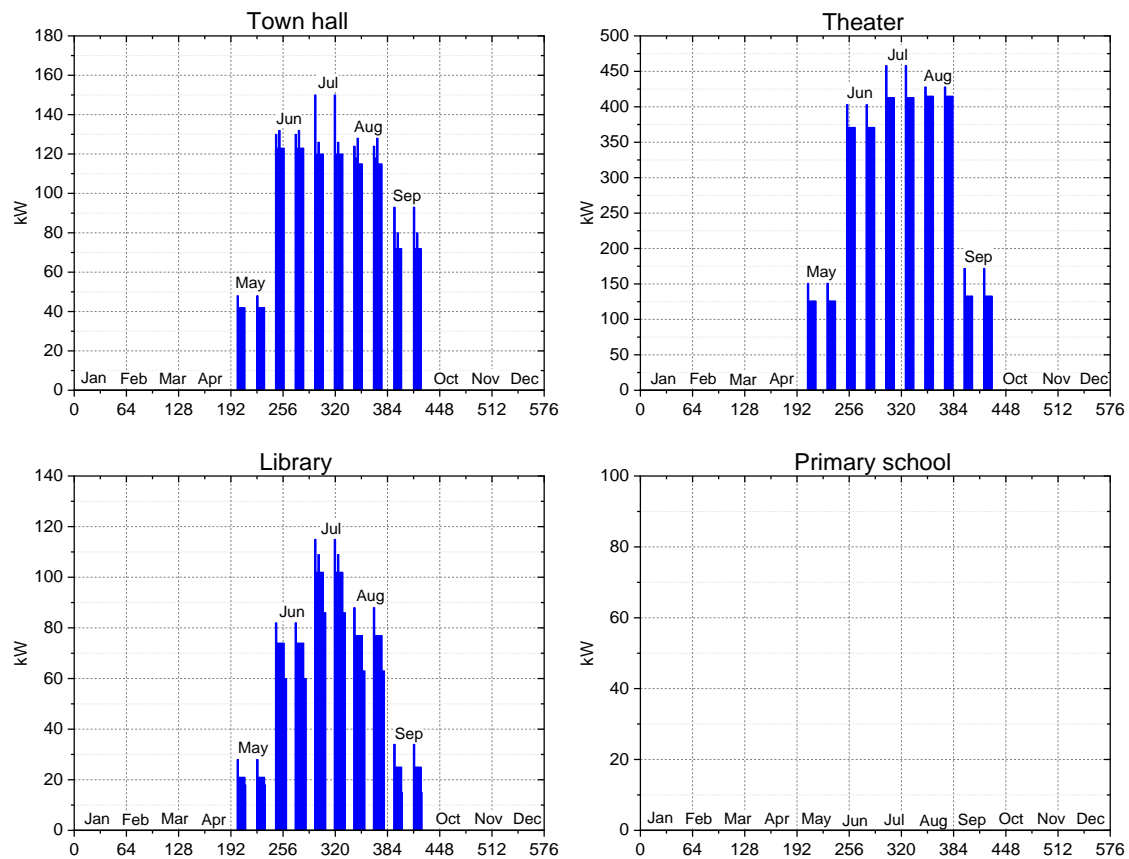 Town hall
180
160
140
120
100
80
60
40
20
0
kW
Jan Feb Mar Apr May Jun Jul Aug Sep Oct Nov Dec
0 64 128 192 256 320 384 448 512 576
Theater
500
450
400
350
300
250
200
150
100
50
0
kW
Jan Feb Mar Apr May Jun Jul Aug Sep Oct Nov Dec
0 64 128 192 256 320 384 448 512 576
Library
140
120
100
80
60
40
20
0
kW
Jan Feb Mar Apr May Jun Jul Aug Sep Oct Nov Dec
0 64 128 192 256 320 384 448 512 576
Primary school
100
80
60
40
20
0
kW
Jan Feb Mar Apr May Jun Jul Aug Sep Oct Nov Dec
0 64 128 192 256 320 384 448 512 576